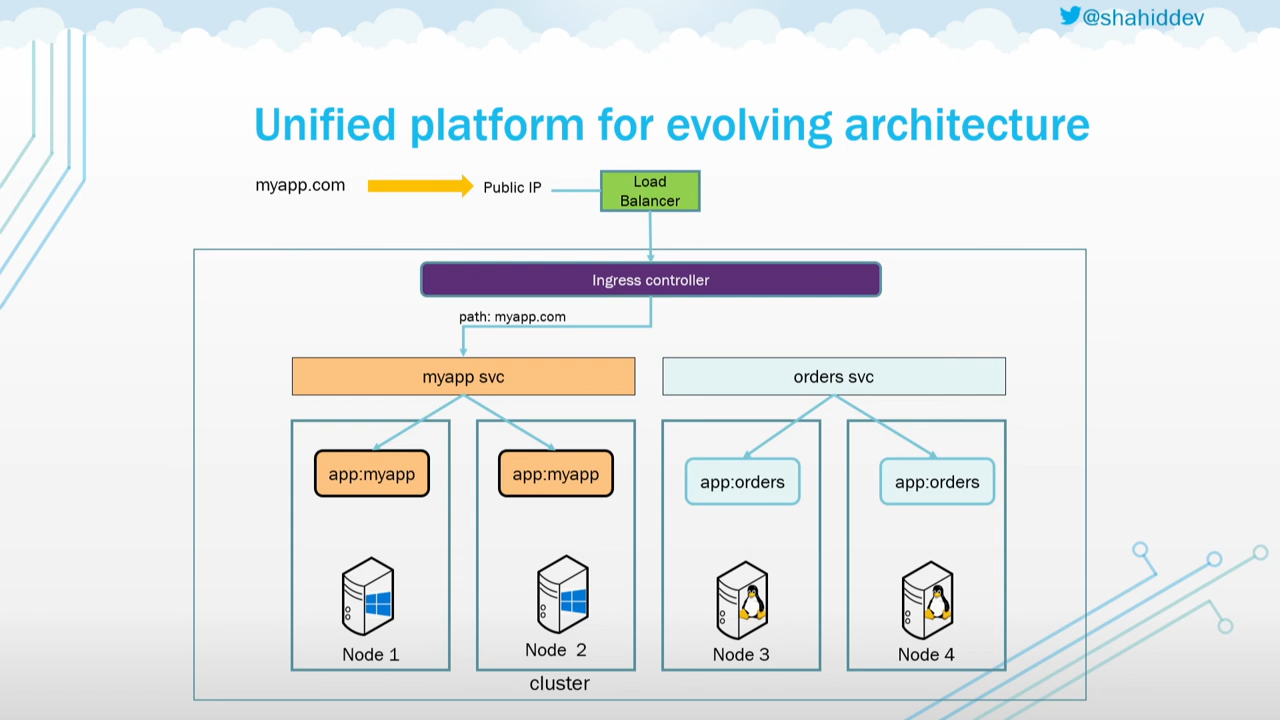 @shahiddev
Unified platform for evolving architecture
myapp.com
Public IP
Load
Balancer
Ingress controller
path: myapp.com
myapp svc
orders svc
app:myapp
app:myapp
app:orders
app:orders
Node 1
Node 2
Node 3
Node 4
cluster